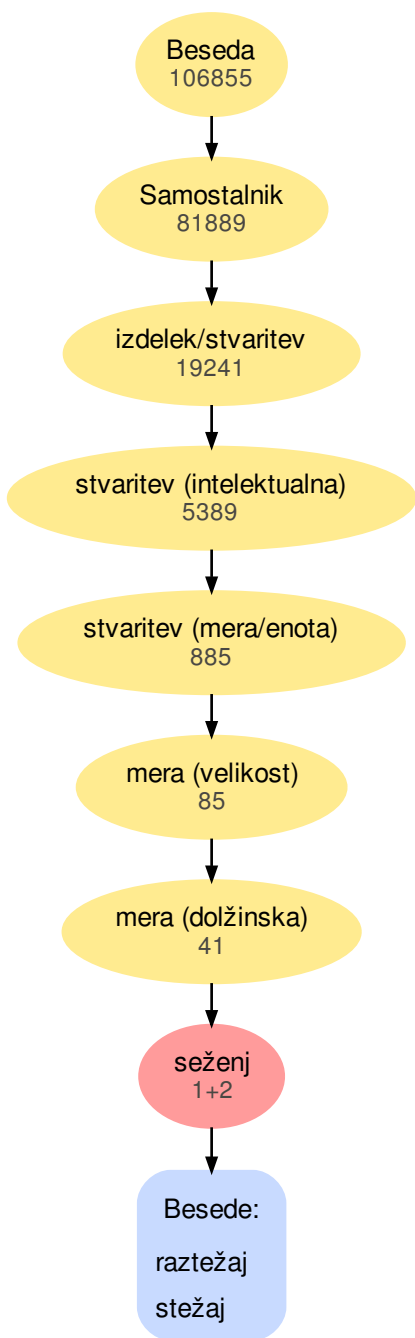 Beseda
106855
Samostalnik
81889
izdelek/stvaritev
19241
stvaritev (intelektualna)
5389
stvaritev (mera/enota)
885
mera (velikost)
85
mera (dolžinska)
41
seženj
1+2
Besede:
raztežaj
stežaj